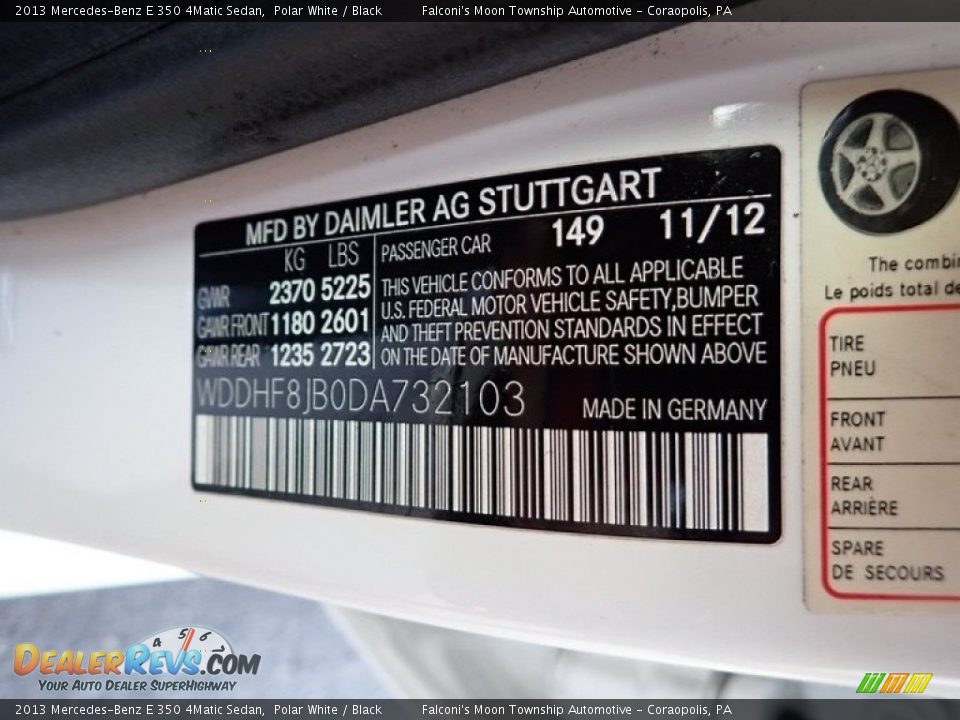 2013 Mercedes-Benz E 350 4Matic Sedan, Polar White / Black Falconi's Moon Township Automotive - Coraopolis, PA
MFD BY DAIMLER AG STUTTGART
KG LBS
GVWR 2370 5225
GAWR FRONT 1180 2601
GAWR REAR 1235 2723
PASSENGER CAR 149 11/12
THIS VEHICLE CONFORMS TO ALL APPLICABLE
U.S. FEDERAL MOTOR VEHICLE SAFETY,BUMPER
AND THEFT PREVENTION STANDARDS IN EFFECT
ON THE DATE OF MANUFACTURE SHOWN ABOVE
WDDHF8JB0DA732103
MADE IN GERMANY
The combi
Le poids total de
TIRE
PNEU
FRONT
AVANT
REAR
ARRIÈRE
SPARE
DE SECOURS
4 5 6
DEALERREVS.COM
YOUR AUTO DEALER SUPERHIGHWAY
2013 Mercedes-Benz E 350 4Matic Sedan, Polar White / Black Falconi's Moon Township Automotive - Coraopolis, PA